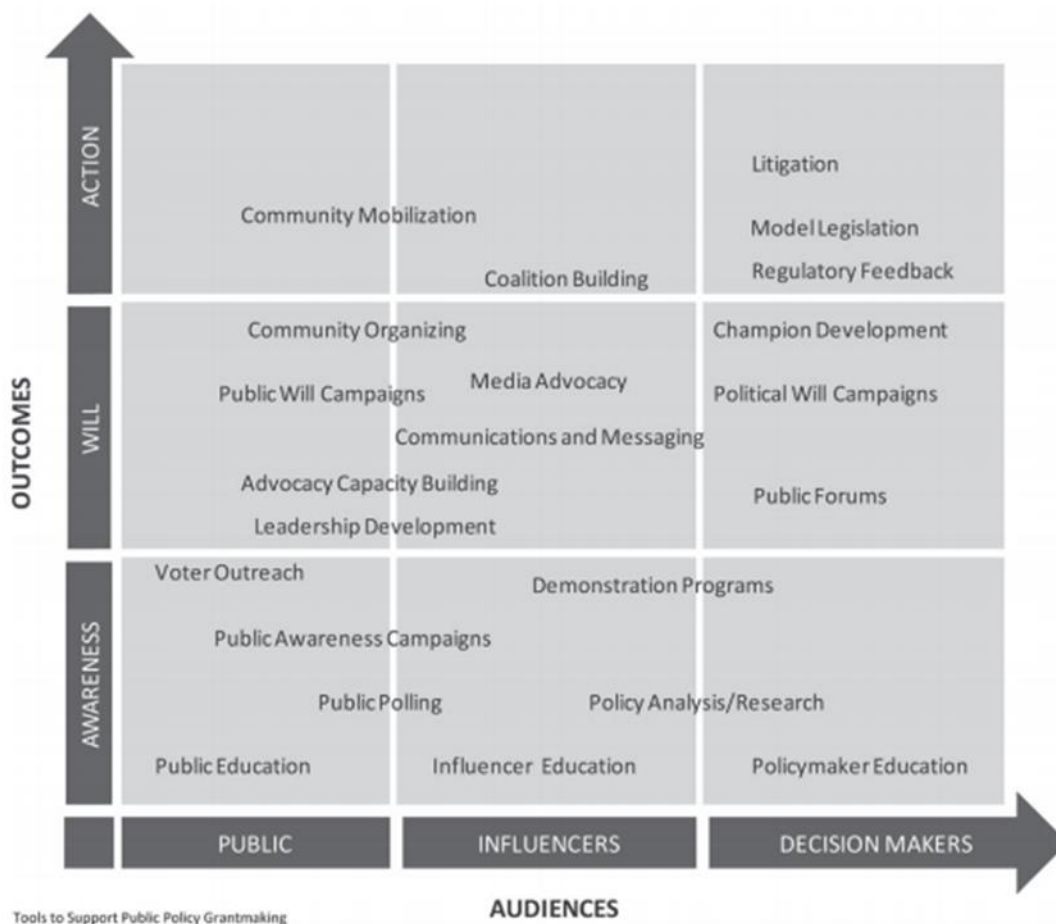 ACTION
Litigation
Community Mobilization
Model Legislation
Regulatory Feedback
Coalition Building
OUTCOMES
WILL
Community Organizing
Champion Development
Media Advocacy
Public Will Campaigns
Political Will Campaigns
Communications and Messaging
Advocacy Capacity Building
Public Forums
Leadership Development
AWARENESS
Voter Outreach
Demonstration Programs
Public Awareness Campaigns
Public Polling
Policy Analysis/Research
Public Education
Influencer Education
Policymaker Education
PUBLIC
INFLUENCERS
DECISION MAKERS
AUDIENCES
Tools to Support Public Policy Grantmaking